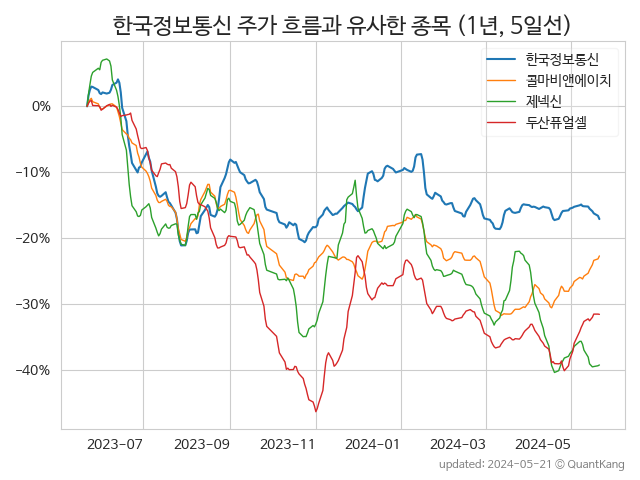 한국정보통신 주가 흐름과 유사한 종목 (1년, 5일선)
한국정보통신
콜마비앤에이치
제넥신
두산퓨얼셀
0%
−10%
−20%
−30%
−40%
2023-07
2023-09
2023-11
2024-01
2024-03
2024-05
updated: 2024-05-21 © QuantKang